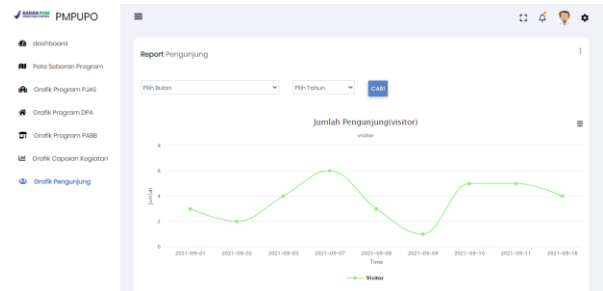 BADAN POM
PMPUPO
dashboard
Peta Sebaran Program
Grafik Program PJAS
Grafik Program DPA
Grafik Program PABB
Grafik Capaian Kegiatan
Grafik Pengunjung
Report Pengunjung
Pilih Bulan
Pilih Tahun
CARI
Jumlah Pengunjung(visitor)
visitor
8
6
4
2
0
Jumlah
2021-09-01 2021-09-02 2021-09-03 2021-09-07 2021-09-08 2021-09-09 2021-09-10 2021-09-11 2021-09-16
Time
Visitor